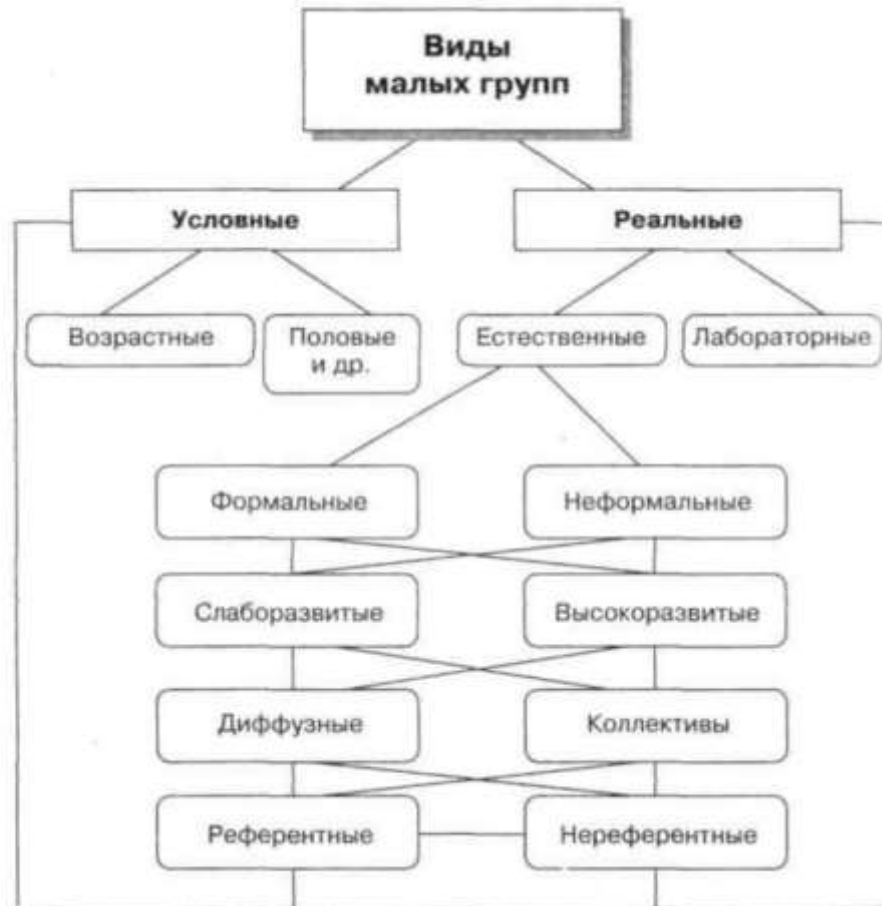 Виды
малых групп
Условные
Реальные
Возрастные
Половые
и др.
Естественные
Лабораторные
Формальные
Неформальные
Слаборазвитые
Высокоразвитые
Диффузные
Коллективы
Референтные
Нереферентные